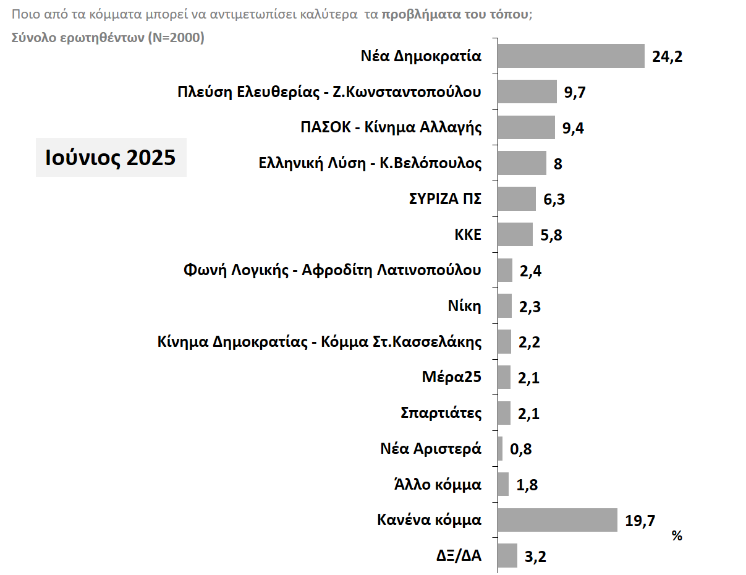 Ποιο από τα κόμματα μπορεί να αντιμετωπίσει καλύτερα τα προβλήματα του τόπου;
Σύνολο ερωτηθέντων (Ν=2000)
Ιούνιος 2025
Νέα Δημοκρατία 24,2
Πλεύση Ελευθερίας - Ζ.Κωνσταντοπούλου 9,7
ΠΑΣΟΚ - Κίνημα Αλλαγής 9,4
Ελληνική Λύση - Κ.Βελόπουλος 8
ΣΥΡΙΖΑ ΠΣ 6,3
ΚΚΕ 5,8
Φωνή Λογικής - Αφροδίτη Λατινοπούλου 2,4
Νίκη 2,3
Κίνημα Δημοκρατίας - Κόμμα Στ.Κασσελάκης 2,2
Μέρα25 2,1
Σπαρτιάτες 2,1
Νέα Αριστερά 0,8
Άλλο κόμμα 1,8
Κανένα κόμμα 19,7
%
ΔΞ/ΔΑ 3,2